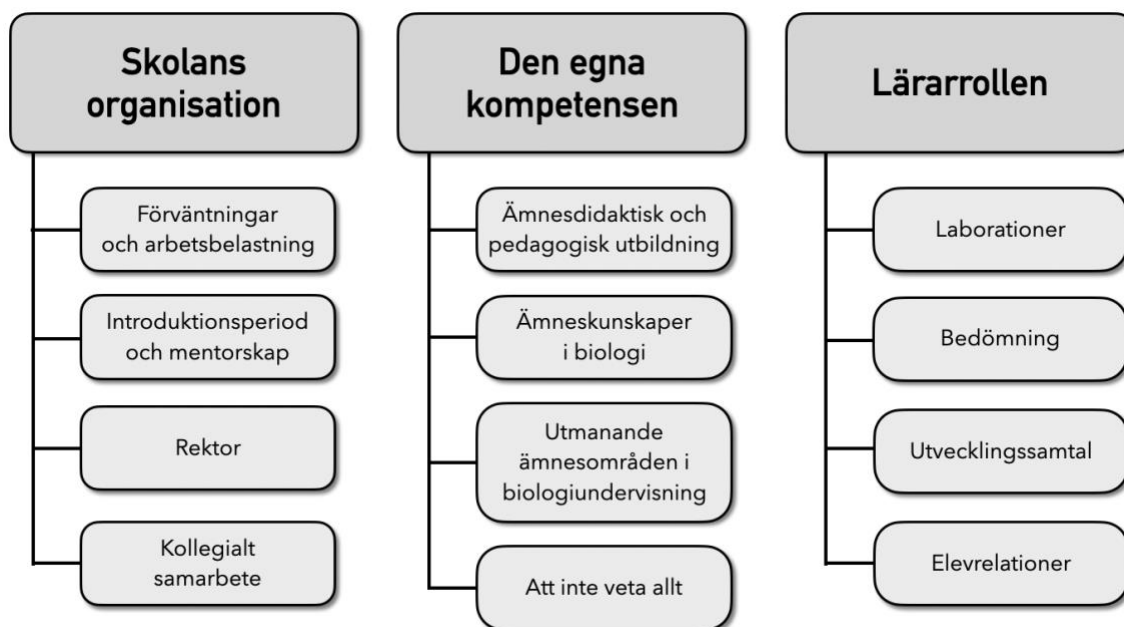 Skolans
organisation
Förväntningar
och arbetsbelastning
Introduktionsperiod
och mentorskap
Rektor
Kollegialt
samarbete
Den egna
kompetensen
Ämnesdidaktisk och
pedagogisk utbildning
Ämneskunskaper
i biologi
Utmanande
ämnesområden i
biologiundervisning
Att inte veta allt
Lärarrollen
Laborationer
Bedömning
Utvecklingssamtal
Elevrelationer